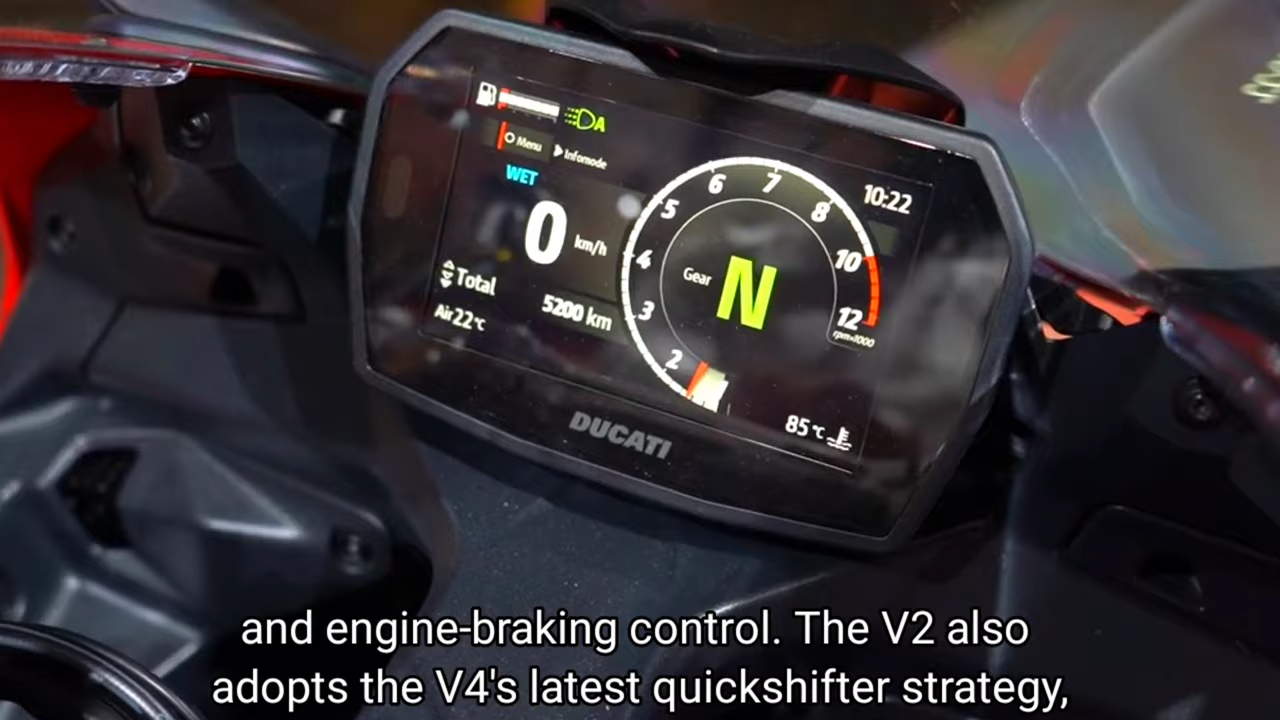 A
Menu
Infomode
WET
10:22
0 km/h
Total
5200 km
Air 22°C
2
3
4
5
6
7
8
10
12
rpm×1000
Gear N
85°C
DUCATI
and engine-braking control. The V2 also
adopts the V4's latest quickshifter strategy,